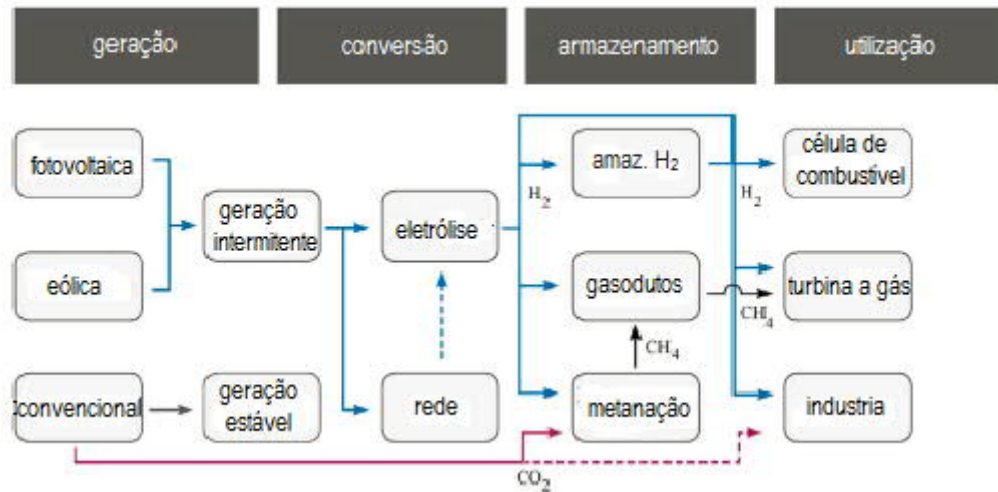 geração
conversão
armazenamento
utilização
fotovoltaica
eólica
convencional
geração
intermitente
geração
estável
eletrólise
rede
H₂
amaz. H₂
gasodutos
CH₄
metanação
CO₂
H₂
CH₄
célula de
combustível
turbina a gás
industria